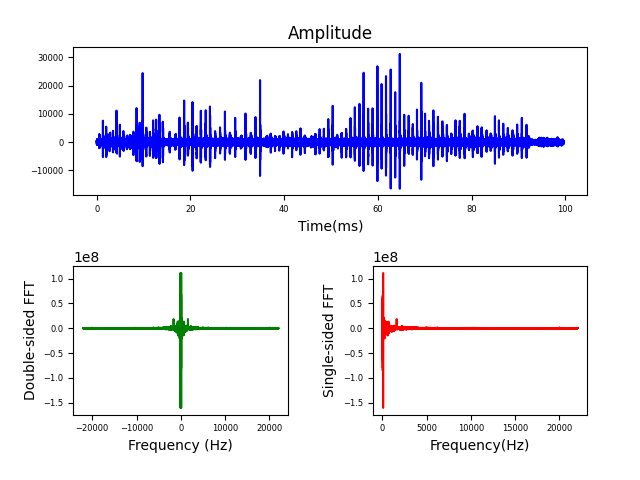 Amplitude
30000
20000
10000
0
−10000
0 20 40 60 80 100
Time(ms)
1e8
Double-sided FFT
1.0
0.5
0.0
−0.5
−1.0
−1.5
−20000 −10000 0 10000 20000
Frequency (Hz)
1e8
Single-sided FFT
1.0
0.5
0.0
−0.5
−1.0
−1.5
0 5000 10000 15000 20000
Frequency(Hz)